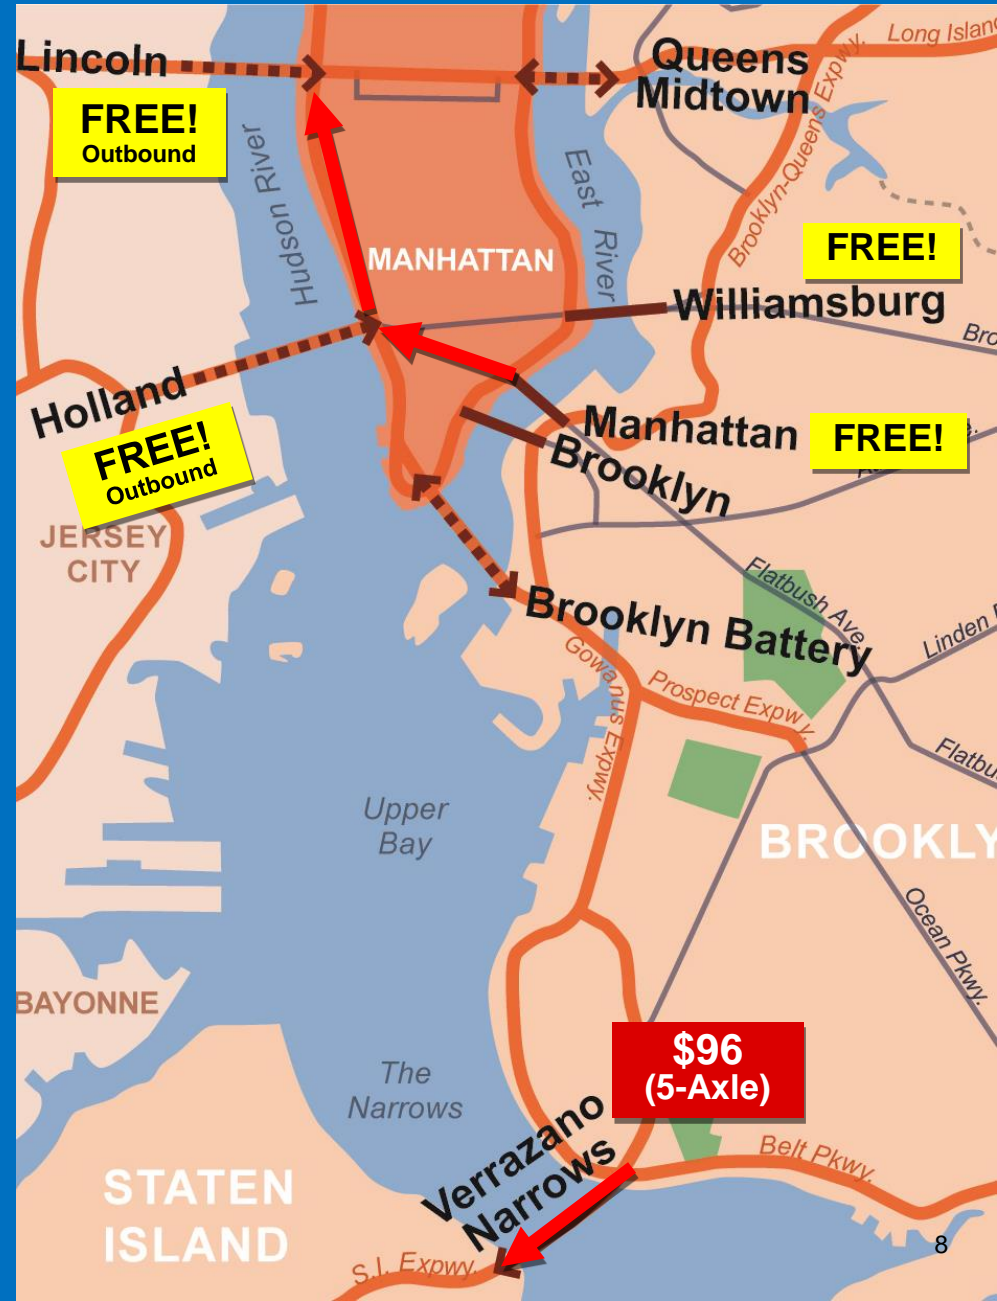 Long Island
Lincoln
Queens
Midtown
FREE!
Outbound
Hudson River
East River
Brooklyn-Queens Expwy.
MANHATTAN
FREE!
Williamsburg
Bro
Holland
FREE!
Outbound
Manhattan
FREE!
Brooklyn
JERSEY
CITY
Flatbush Ave.
Linden
Brooklyn Battery
Gowanus Expwy.
Prospect Expwy.
Flatbu
Upper
Bay
BROOKLY
Ocean Pkwy.
BAYONNE
$96
(5-Axle)
The
Narrows
Verrazano
Narrows
Belt Pkwy.
STATEN
ISLAND
S.I. Expwy.
8